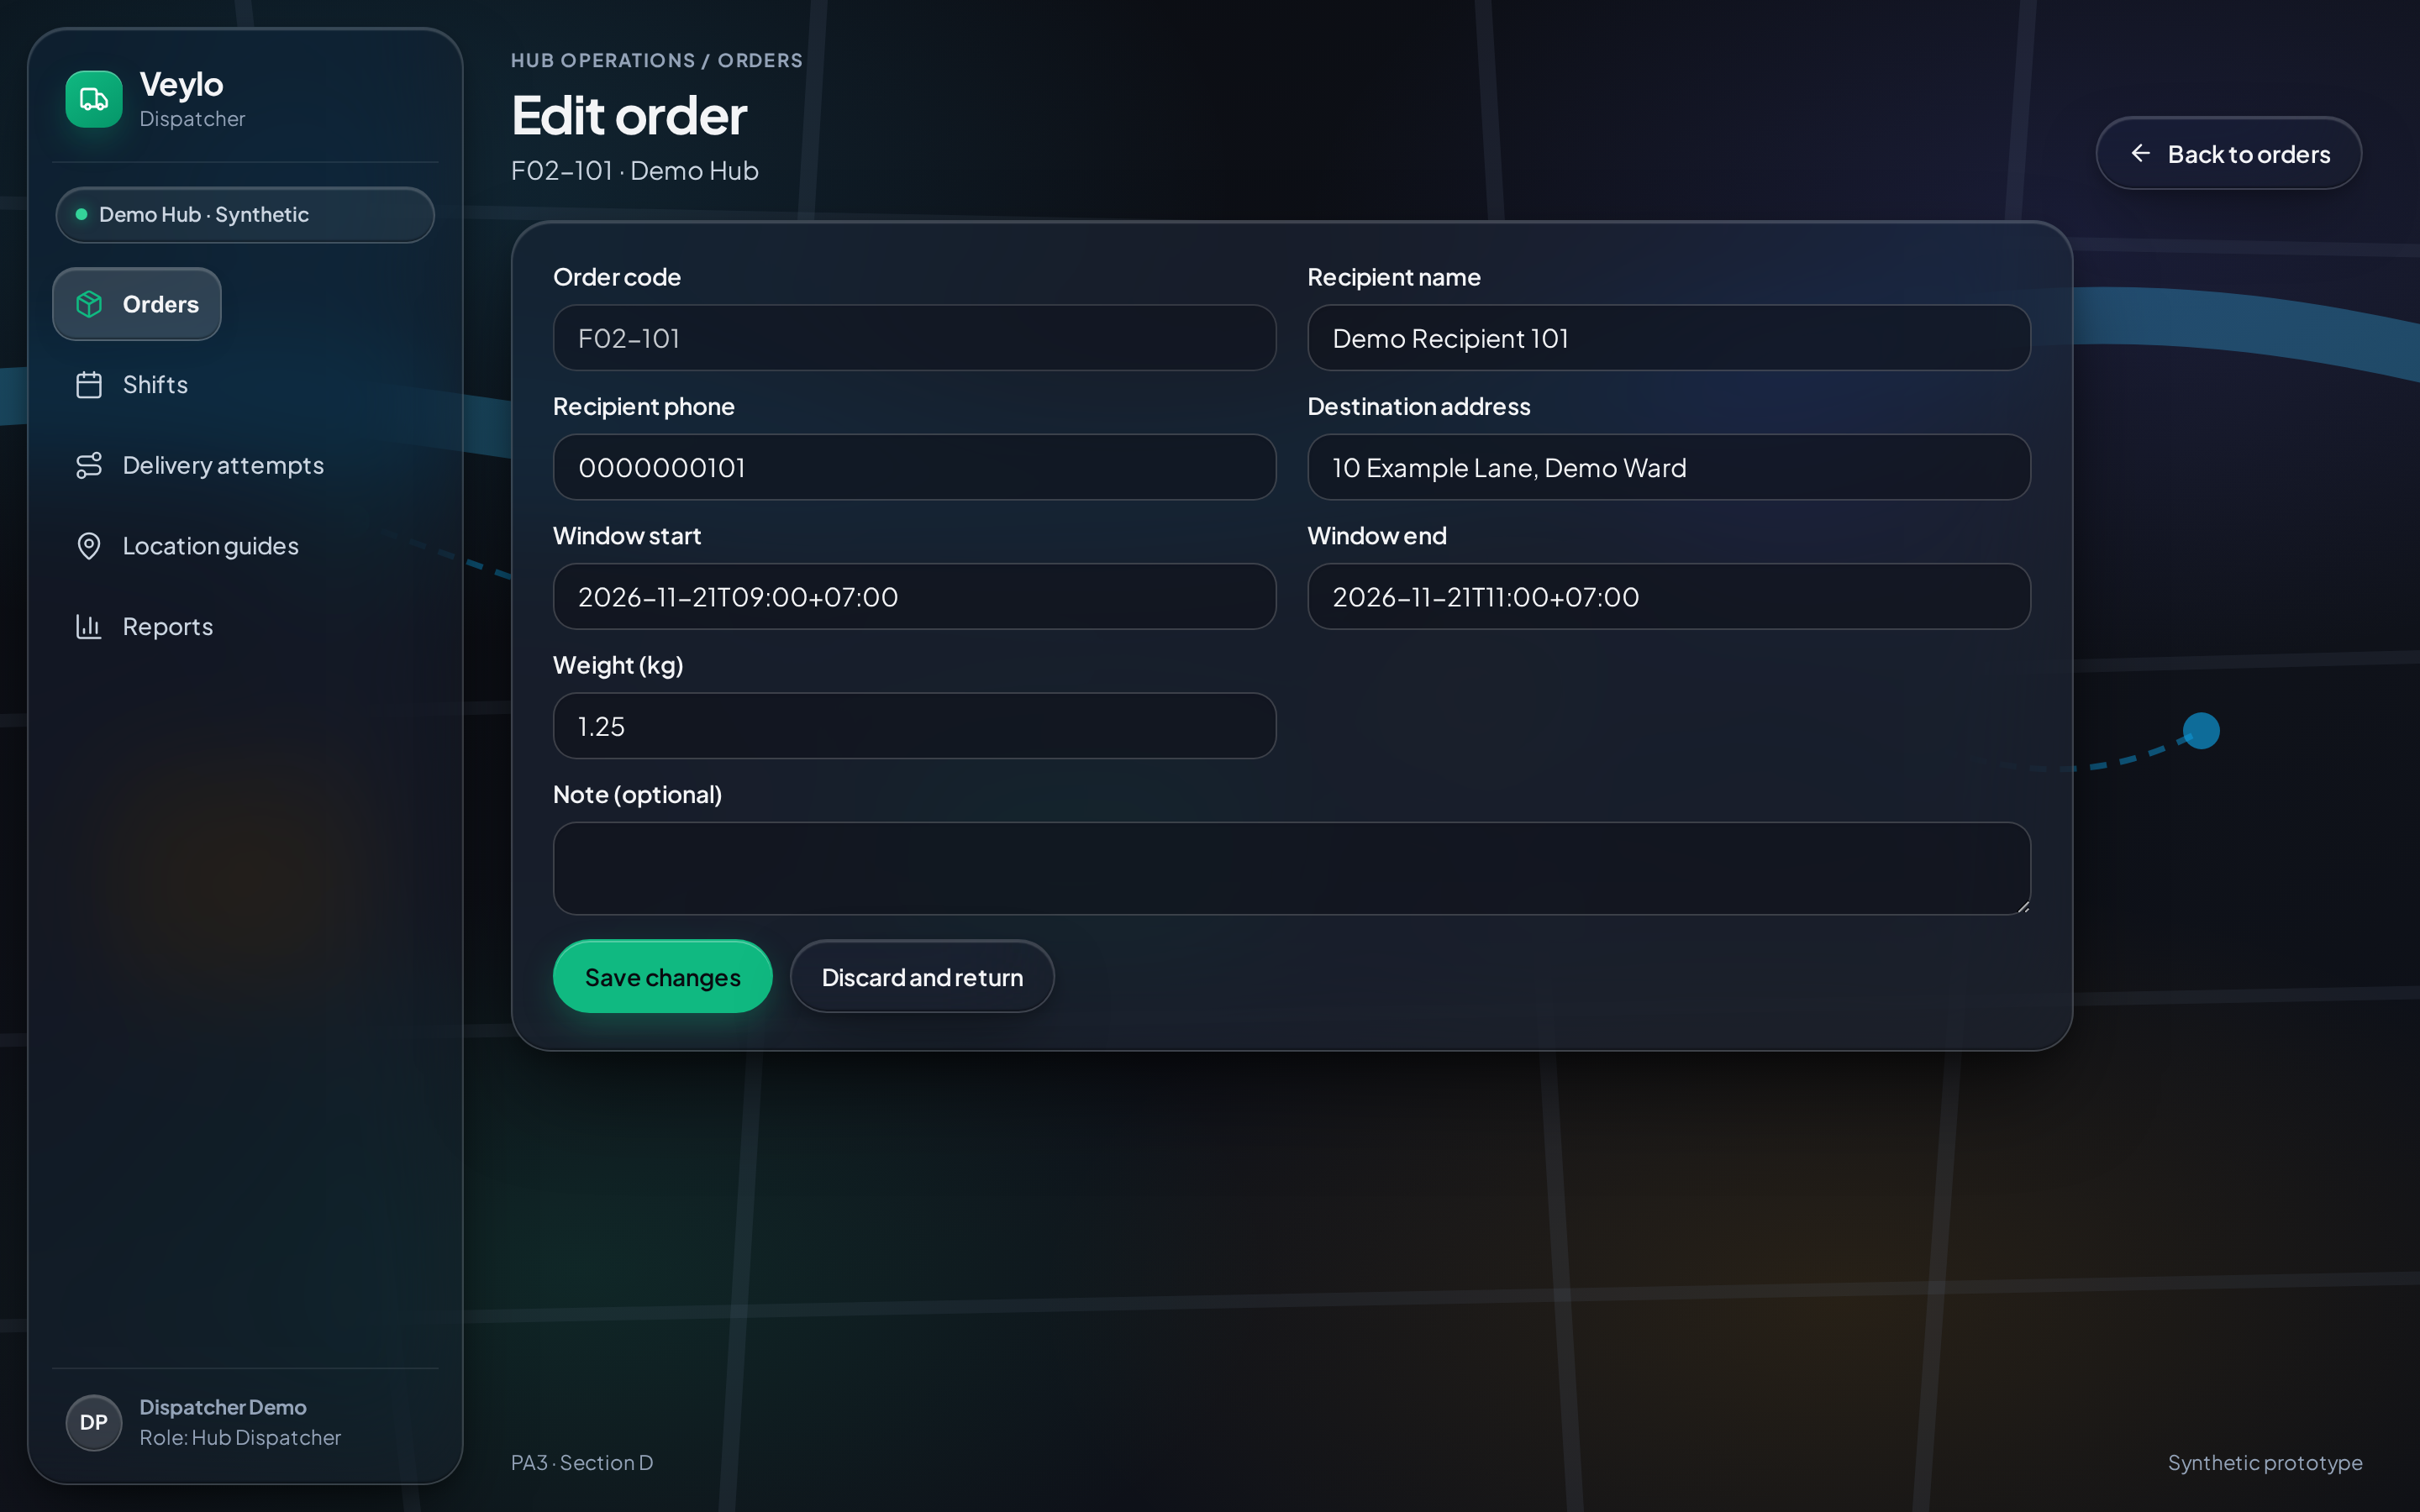 Veylo
Dispatcher
Demo Hub · Synthetic
Orders
Shifts
Delivery attempts
Location guides
Reports
DP
Dispatcher Demo
Role: Hub Dispatcher
HUB OPERATIONS / ORDERS
Edit order
F02-101 · Demo Hub
Back to orders
Order code
F02-101
Recipient name
Demo Recipient 101
Recipient phone
0000000101
Destination address
10 Example Lane, Demo Ward
Window start
2026-11-21T09:00+07:00
Window end
2026-11-21T11:00+07:00
Weight (kg)
1.25
Note (optional)
Save changes
Discard and return
PA3 · Section D
Synthetic prototype